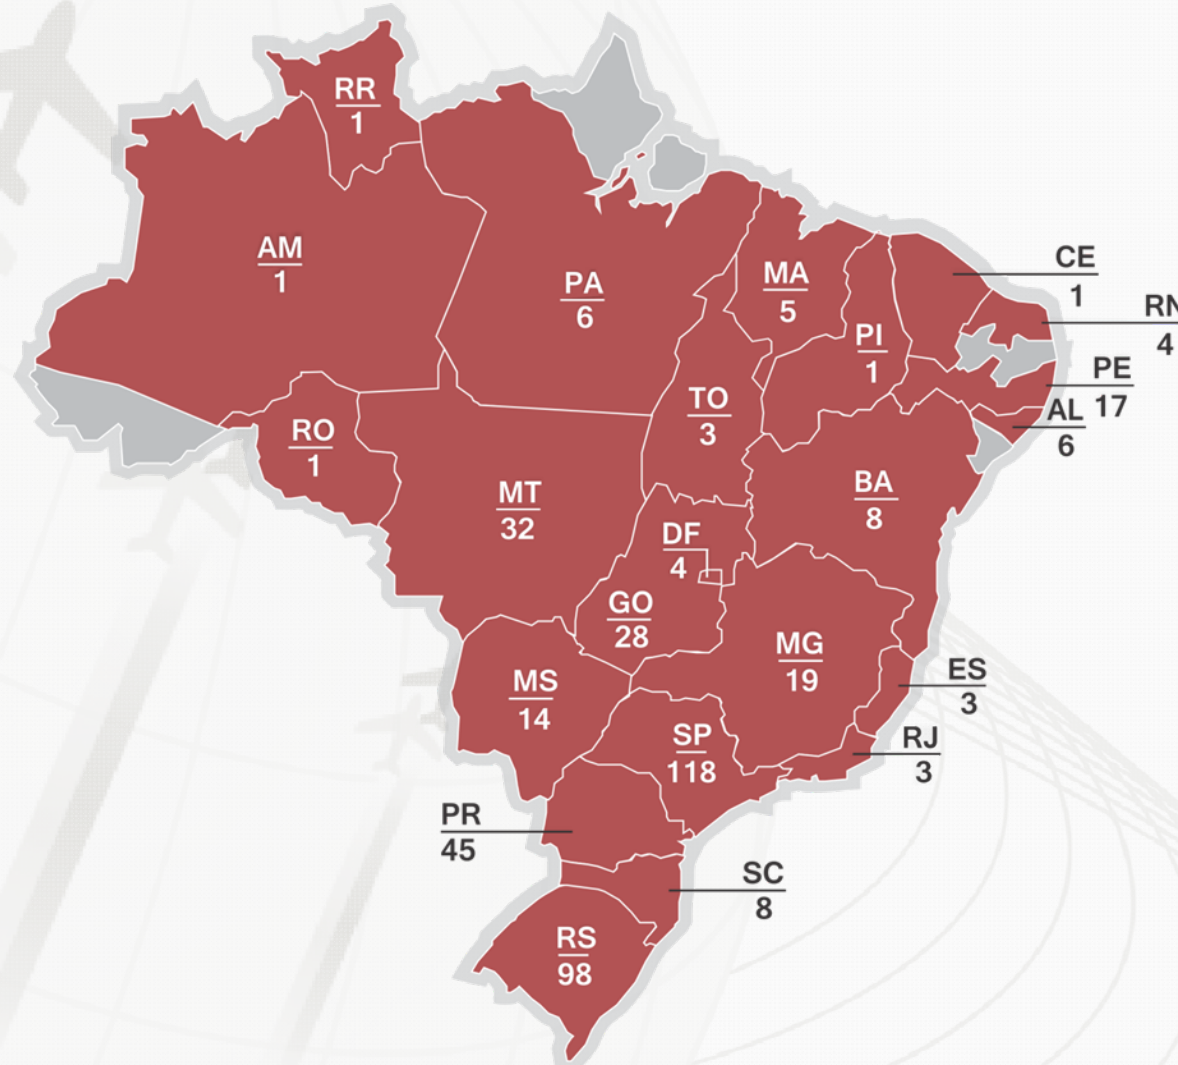 RR
1
AM
1
PA
6
MA
5
PI
1
CE
1
RN
4
PE
17
AL
6
TO
3
RO
1
MT
32
BA
8
DF
4
GO
28
MG
19
ES
3
MS
14
SP
118
RJ
3
PR
45
SC
8
RS
98